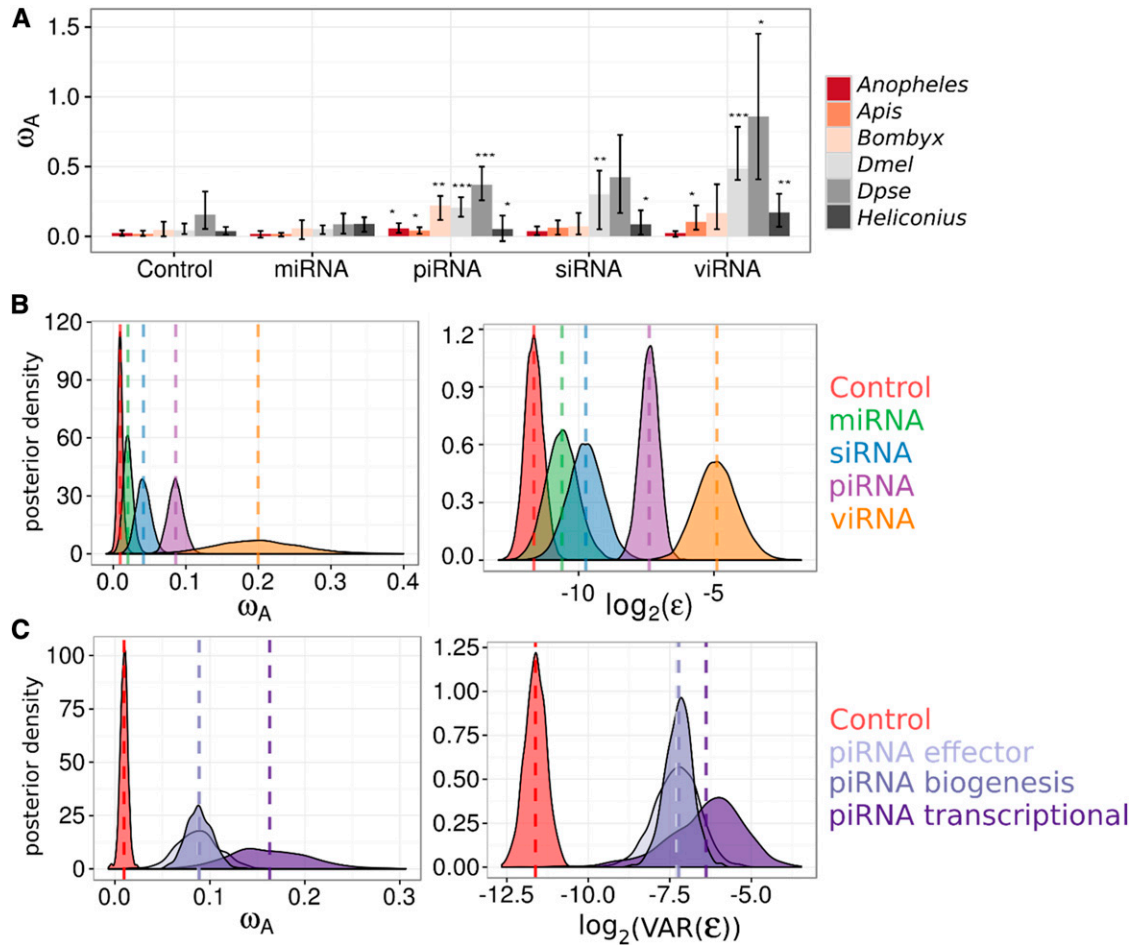 A
ωA
1.5
1.0
0.5
0.0
* * ** *** *** *
** *
* *** * **
Control miRNA piRNA siRNA viRNA
Anopheles
Apis
Bombyx
Dmel
Dpse
Heliconius
B
posterior density
120
90
60
30
0
0.0 0.1 0.2 0.3 0.4
ωA
1.2
0.9
0.6
0.3
0.0
-10 -5
log2(ε)
Control
miRNA
siRNA
piRNA
viRNA
C
posterior density
100
75
50
25
0
0.0 0.1 0.2 0.3
ωA
1.25
1.00
0.75
0.50
0.25
0.00
-12.5 -10.0 -7.5 -5.0
log2(VAR(ε))
Control
piRNA effector
piRNA biogenesis
piRNA transcriptional